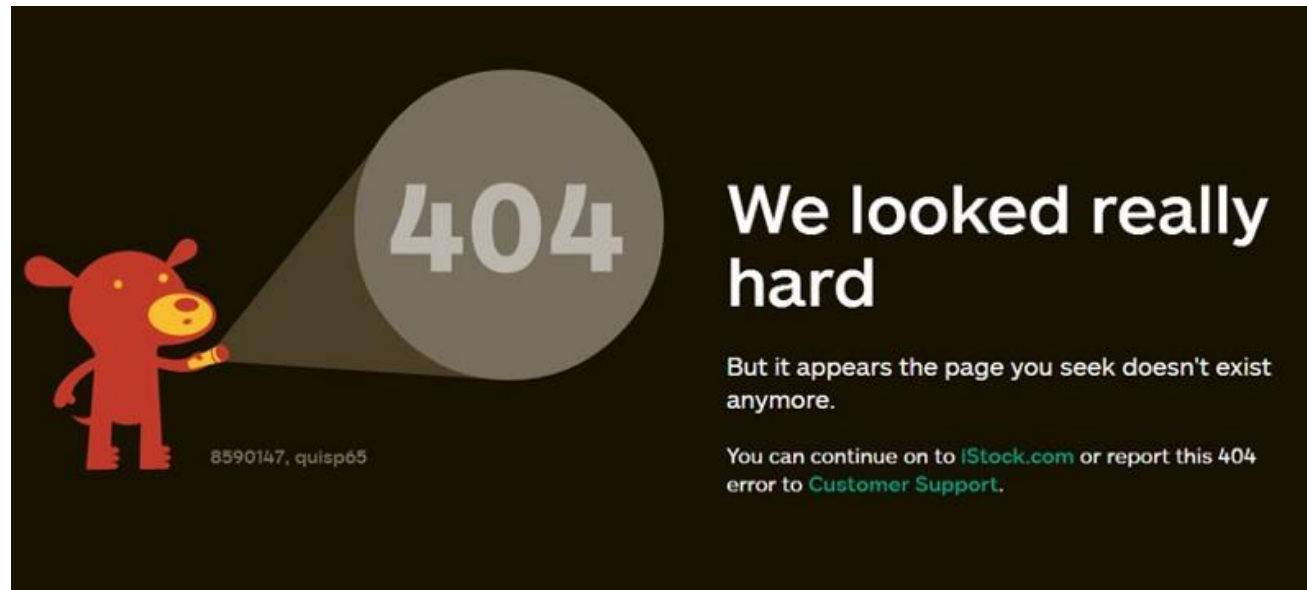 404
We looked really
hard
But it appears the page you seek doesn't exist
anymore.
8590147, quisp65
You can continue on to iStock.com or report this 404
error to Customer Support.